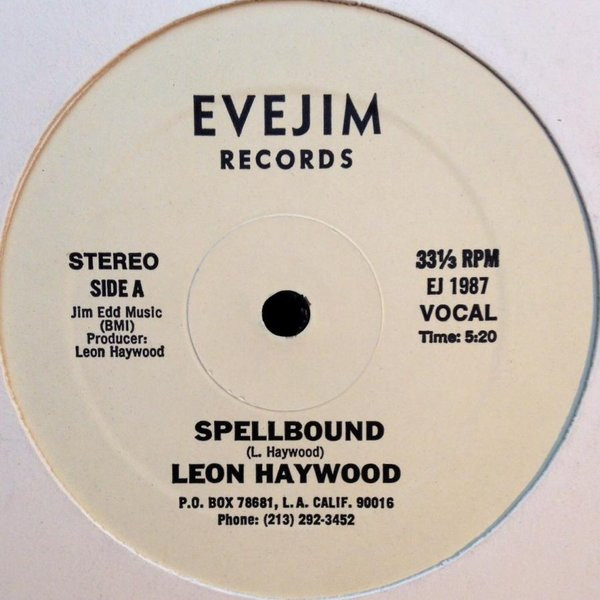 EVEJIM
RECORDS
STEREO
SIDE A
Jim Edd Music
(BMI)
Producer:
Leon Haywood
33⅓ RPM
EJ 1987
VOCAL
Time: 5:20
SPELLBOUND
(L. Haywood)
LEON HAYWOOD
P.O. BOX 78681, L.A. CALIF. 90016
Phone: (213) 292-3452